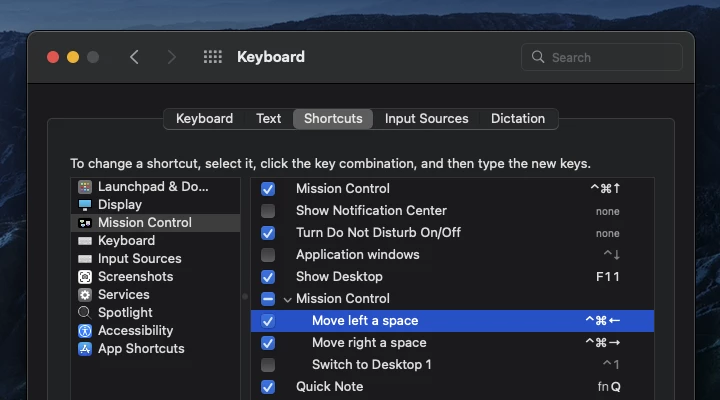 Keyboard
Search
Keyboard Text Shortcuts Input Sources Dictation
To change a shortcut, select it, click the key combination, and then type the new keys.
Launchpad & Do...
Display
Mission Control
Keyboard
Input Sources
Screenshots
Services
Spotlight
Accessibility
App Shortcuts
Mission Control ^⌘↑
Show Notification Center none
Turn Do Not Disturb On/Off none
Application windows ^↓
Show Desktop F11
Mission Control
Move left a space ^⌘←
Move right a space ^⌘→
Switch to Desktop 1 ^1
Quick Note fn Q